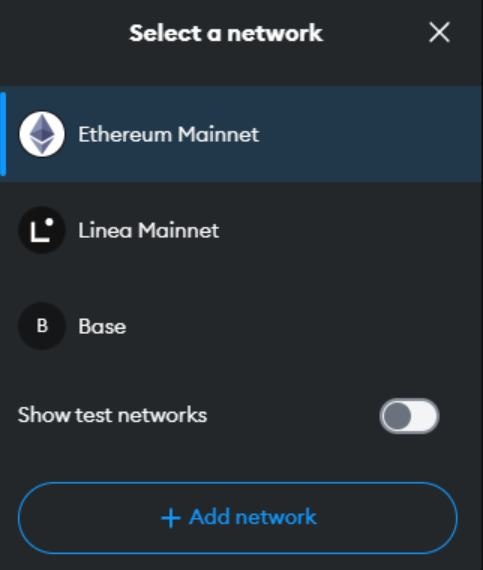 Select a network
Ethereum Mainnet
L Linea Mainnet
B Base
Show test networks
+ Add network